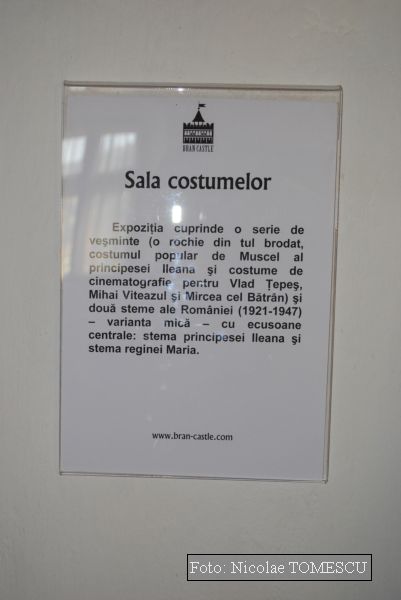 BRAN CASTLE
Sala costumelor
Expoziţia cuprinde o serie de
veşminte (o rochie din tul brodat,
costumul popular de Muscel al
principesei Ileana şi costume de
cinematografie pentru Vlad Ţepeş,
Mihai Viteazul şi Mircea cel Bătrân) şi
două steme ale României (1921-1947)
– varianta mică – cu ecusoane
centrale: stema principesei Ileana şi
stema reginei Maria.
www.bran-castle.com
Foto: Nicolae TOMESCU